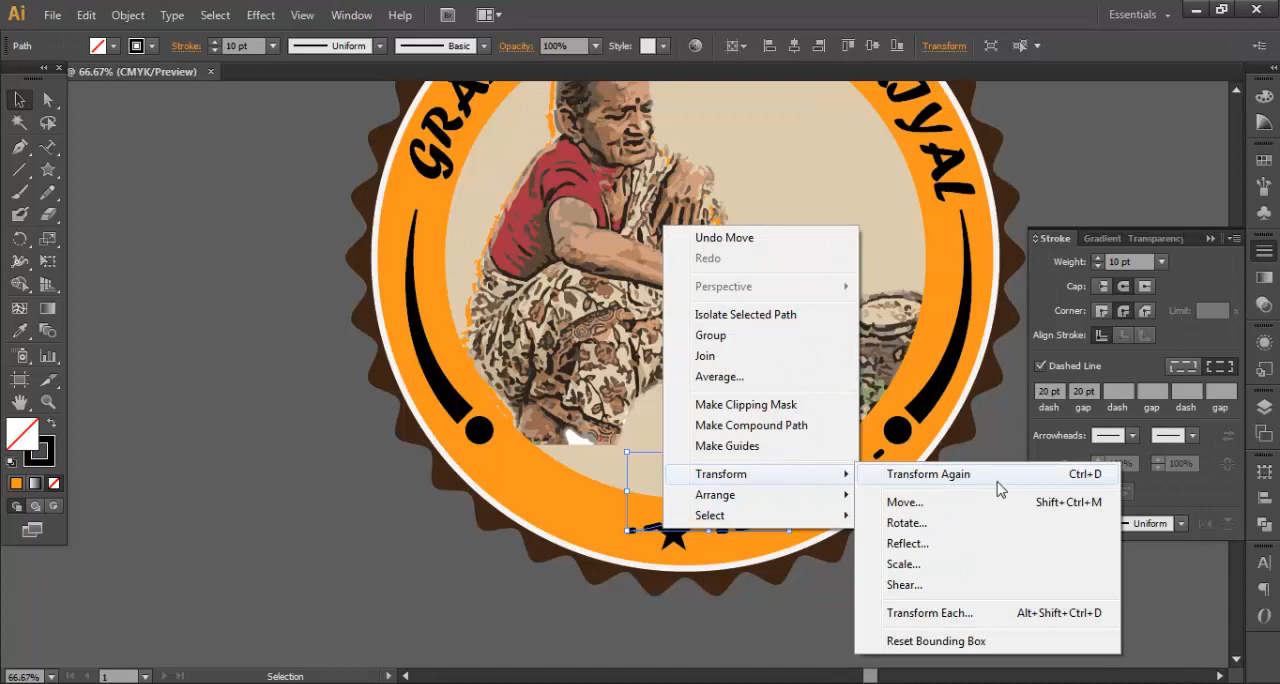 Ai File Edit Object Type Select Effect View Window Help Br Essentials
Path Stroke: 10 pt Uniform Basic Opacity: 100% Style: Transform
@ 66.67% (CMYK/Preview) ×
GRA
JJYAL
Undo Move
Redo
Perspective
Isolate Selected Path
Group
Join
Average...
Make Clipping Mask
Make Compound Path
Make Guides
Transform
Arrange
Select
Transform Again Ctrl+D
Move... Shift+Ctrl+M
Rotate...
Reflect...
Scale...
Shear...
Transform Each... Alt+Shift+Ctrl+D
Reset Bounding Box
Stroke Gradient Transparency
Weight: 10 pt
Cap:
Corner: Limit:
Align Stroke:
Dashed Line
20 pt 20 pt
dash gap dash gap dash gap
Arrowheads:
100% 100%
Uniform
66.67% 1 Selection